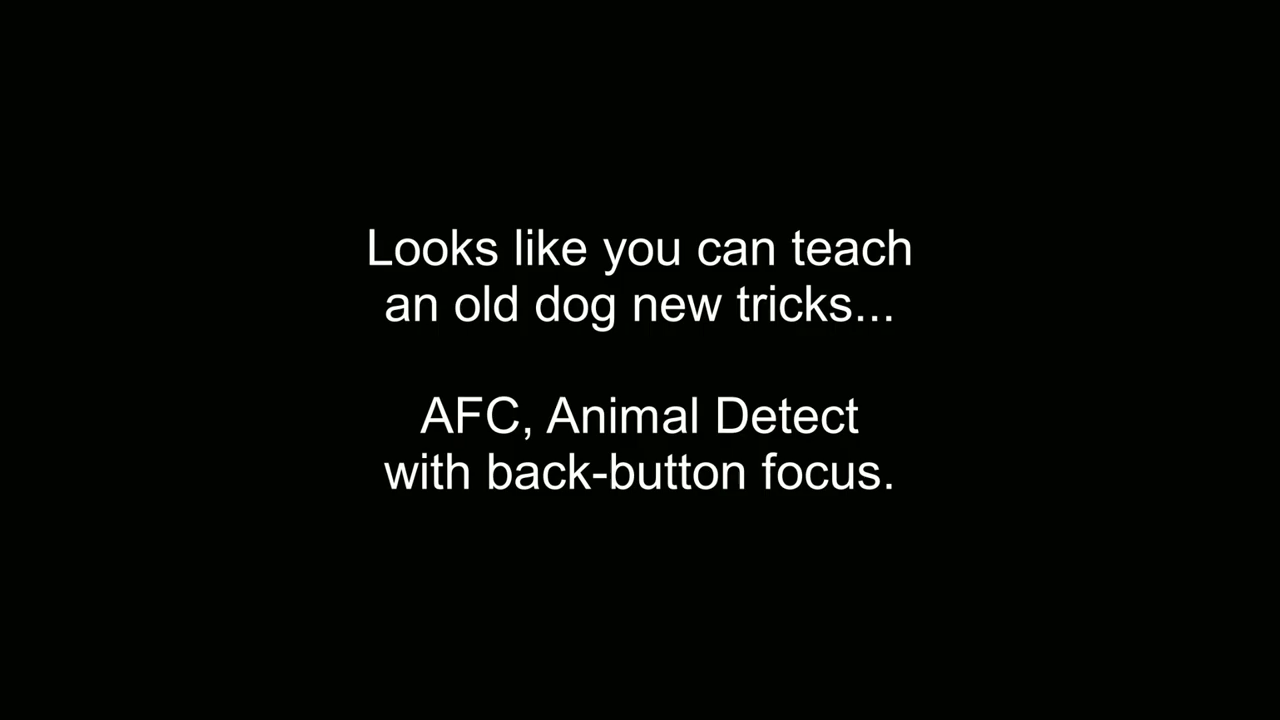 Looks like you can teach
an old dog new tricks...
AFC, Animal Detect
with back-button focus.